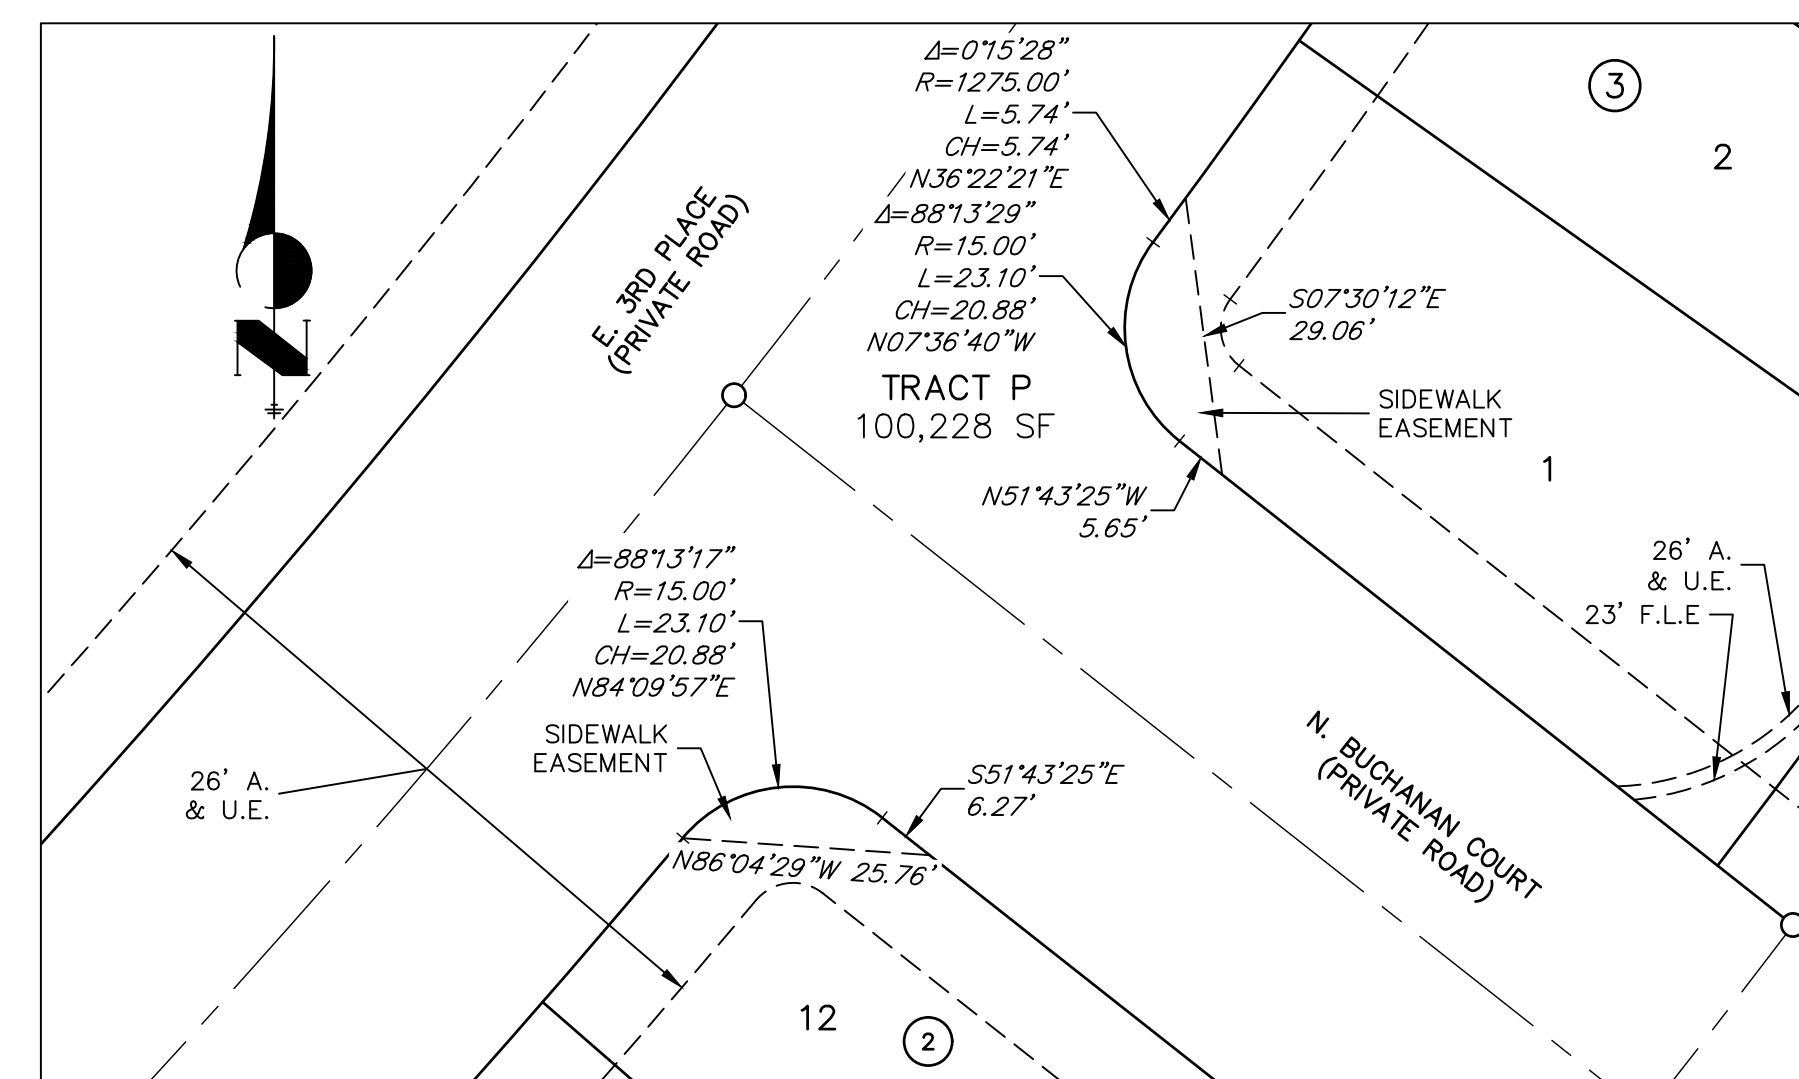 Δ=0°15'28"
R=1275.00'
L=5.74'
CH=5.74'
N36°22'21"E
Δ=88°13'29"
R=15.00'
L=23.10'
CH=20.88'
N07°36'40"W
TRACT P
100,228 SF
E. 3RD PLACE
(PRIVATE ROAD)
N
3
2
S07°30'12"E
29.06'
SIDEWALK
EASEMENT
1
N51°43'25"W
5.65'
26' A.
& U.E.
23' F.L.E
Δ=88°13'17"
R=15.00'
L=23.10'
CH=20.88'
N84°09'57"E
SIDEWALK
EASEMENT
26' A.
& U.E.
S51°43'25"E
6.27'
N86°04'29"W 25.76'
N. BUCHANAN COURT
(PRIVATE ROAD)
12
2